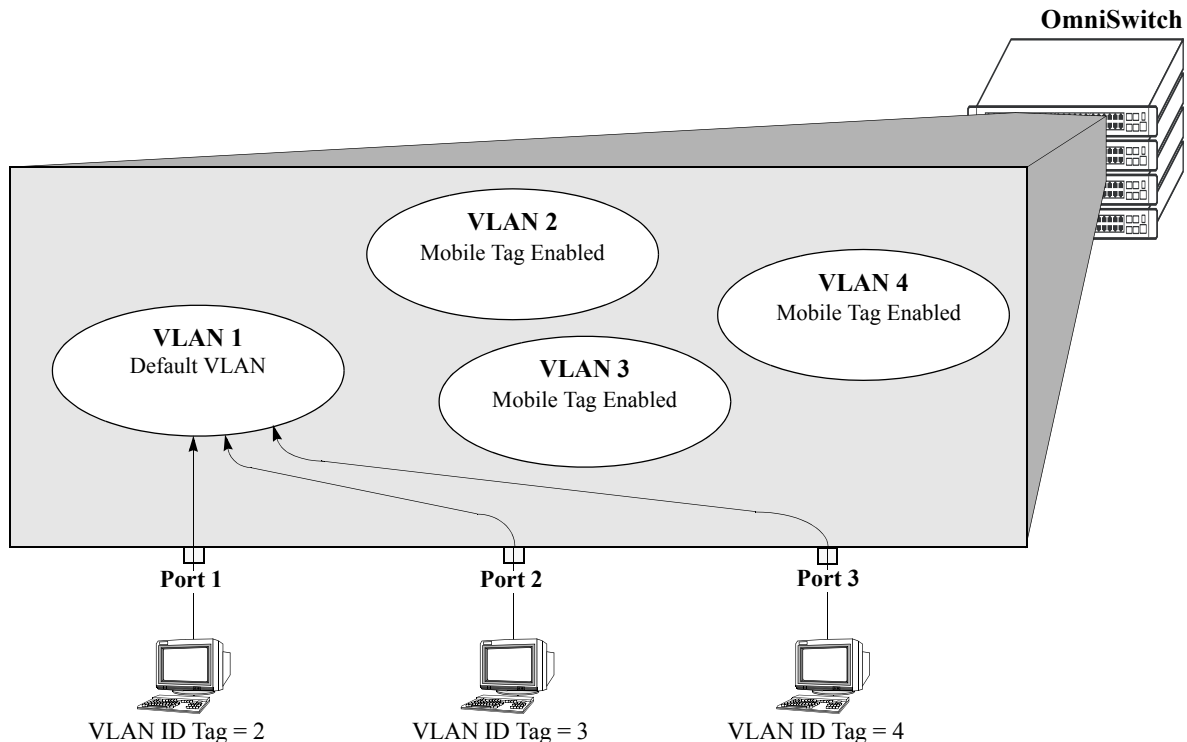 OmniSwitch
VLAN 2
Mobile Tag Enabled
VLAN 4
Mobile Tag Enabled
VLAN 1
Default VLAN
VLAN 3
Mobile Tag Enabled
Port 1
Port 2
Port 3
VLAN ID Tag = 2
VLAN ID Tag = 3
VLAN ID Tag = 4